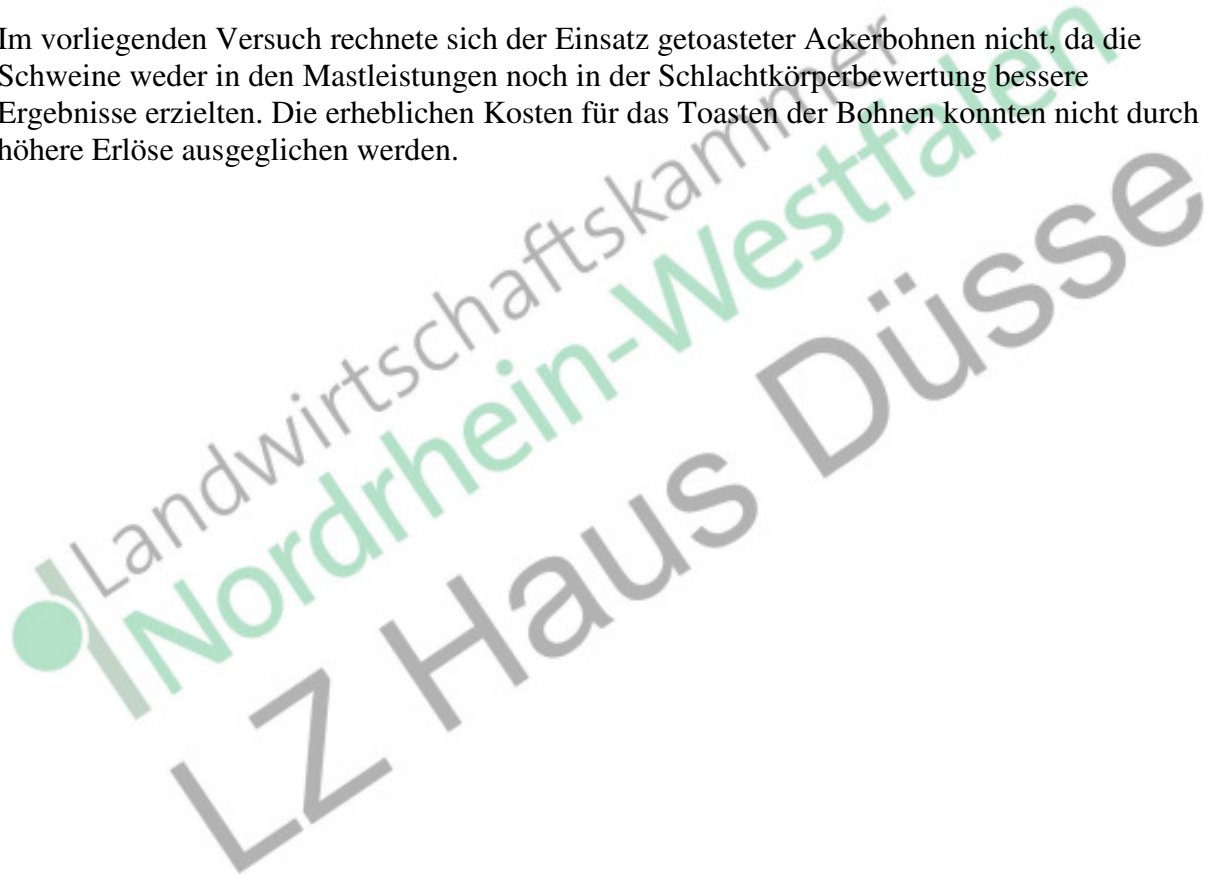 Im vorliegenden Versuch rechnete sich der Einsatz getoasteter Ackerbohnen nicht, da die
Schweine weder in den Mastleistungen noch in der Schlachtkörperbewertung bessere
Ergebnisse erzielten. Die erheblichen Kosten für das Toasten der Bohnen konnten nicht durch
höhere Erlöse ausgeglichen werden.
Landwirtschaftskammer
Nordrhein-Westfalen
LZ Haus Düsse